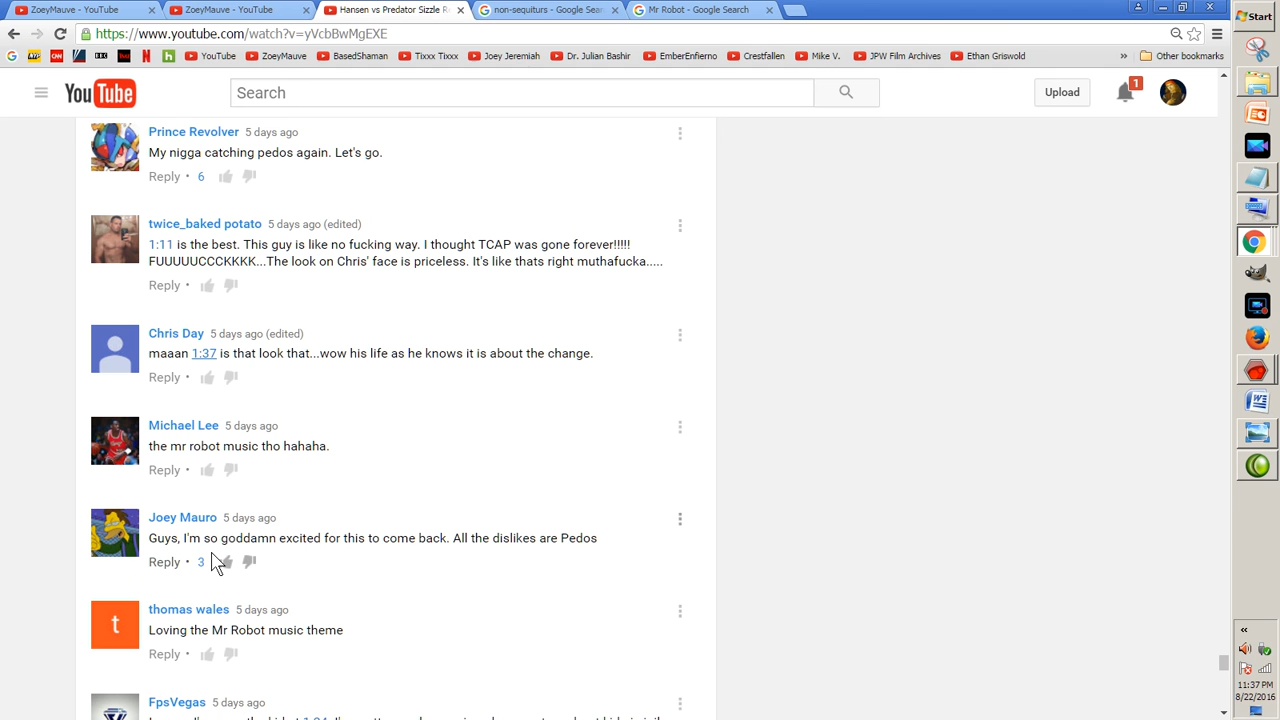 ZoeyMauve - YouTube
ZoeyMauve - YouTube
Hansen vs Predator Sizzle R
non-sequiturs - Google Sear
Mr Robot - Google Search
Start
https://www.youtube.com/watch?v=yVcbBwMgEXE
YouTube
ZoeyMauve
BasedShaman
Tixxx Tixxx
Joey Jeremiah
Dr. Julian Bashir
EmberEnfierno
Crestfallen
Mike V.
JPW Film Archives
Ethan Griswold
Other bookmarks
YouTube
Search
Upload
1
Prince Revolver 5 days ago
My nigga catching pedos again. Let's go.
Reply • 6
twice_baked potato 5 days ago (edited)
1:11 is the best. This guy is like no fucking way. I thought TCAP was gone forever!!!!!
FUUUUUCCCKKKK...The look on Chris' face is priceless. It's like thats right muthafucka.....
Reply •
Chris Day 5 days ago (edited)
maaan 1:37 is that look that...wow his life as he knows it is about the change.
Reply •
Michael Lee 5 days ago
the mr robot music tho hahaha.
Reply •
Joey Mauro 5 days ago
Guys, I'm so goddamn excited for this to come back. All the dislikes are Pedos
Reply • 3
thomas wales 5 days ago
t
Loving the Mr Robot music theme
Reply •
FpsVegas 5 days ago
11:37 PM
8/22/2016